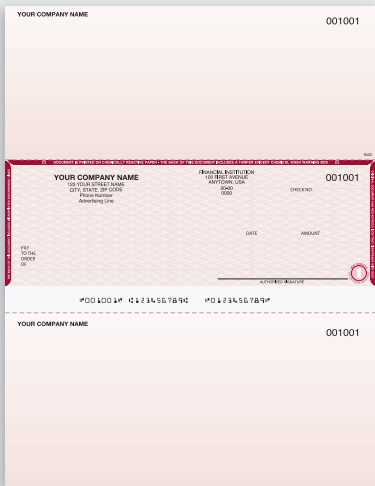 YOUR COMPANY NAME
001001
DOCUMENT IS PRINTED ON CHEMICALLY REACTIVE PAPER • THE BACK OF THIS DOCUMENT INCLUDES A TAMPER EVIDENT CHEMICAL WASH WARNING BOX
YOUR COMPANY NAME
123 YOUR STREET NAME
CITY, STATE, ZIP CODE
Phone Number
Advertising Line
FINANCIAL INSTITUTION
100 FIRST AVENUE
ANYTOWN, USA
00-00
0000
001001
CHECK NO.
DATE
AMOUNT
PAY
TO THE
ORDER
OF
AUTHORIZED SIGNATURE
⑈001001⑈ ⑆123456789⑆ ⑈0123456789⑈
YOUR COMPANY NAME
001001